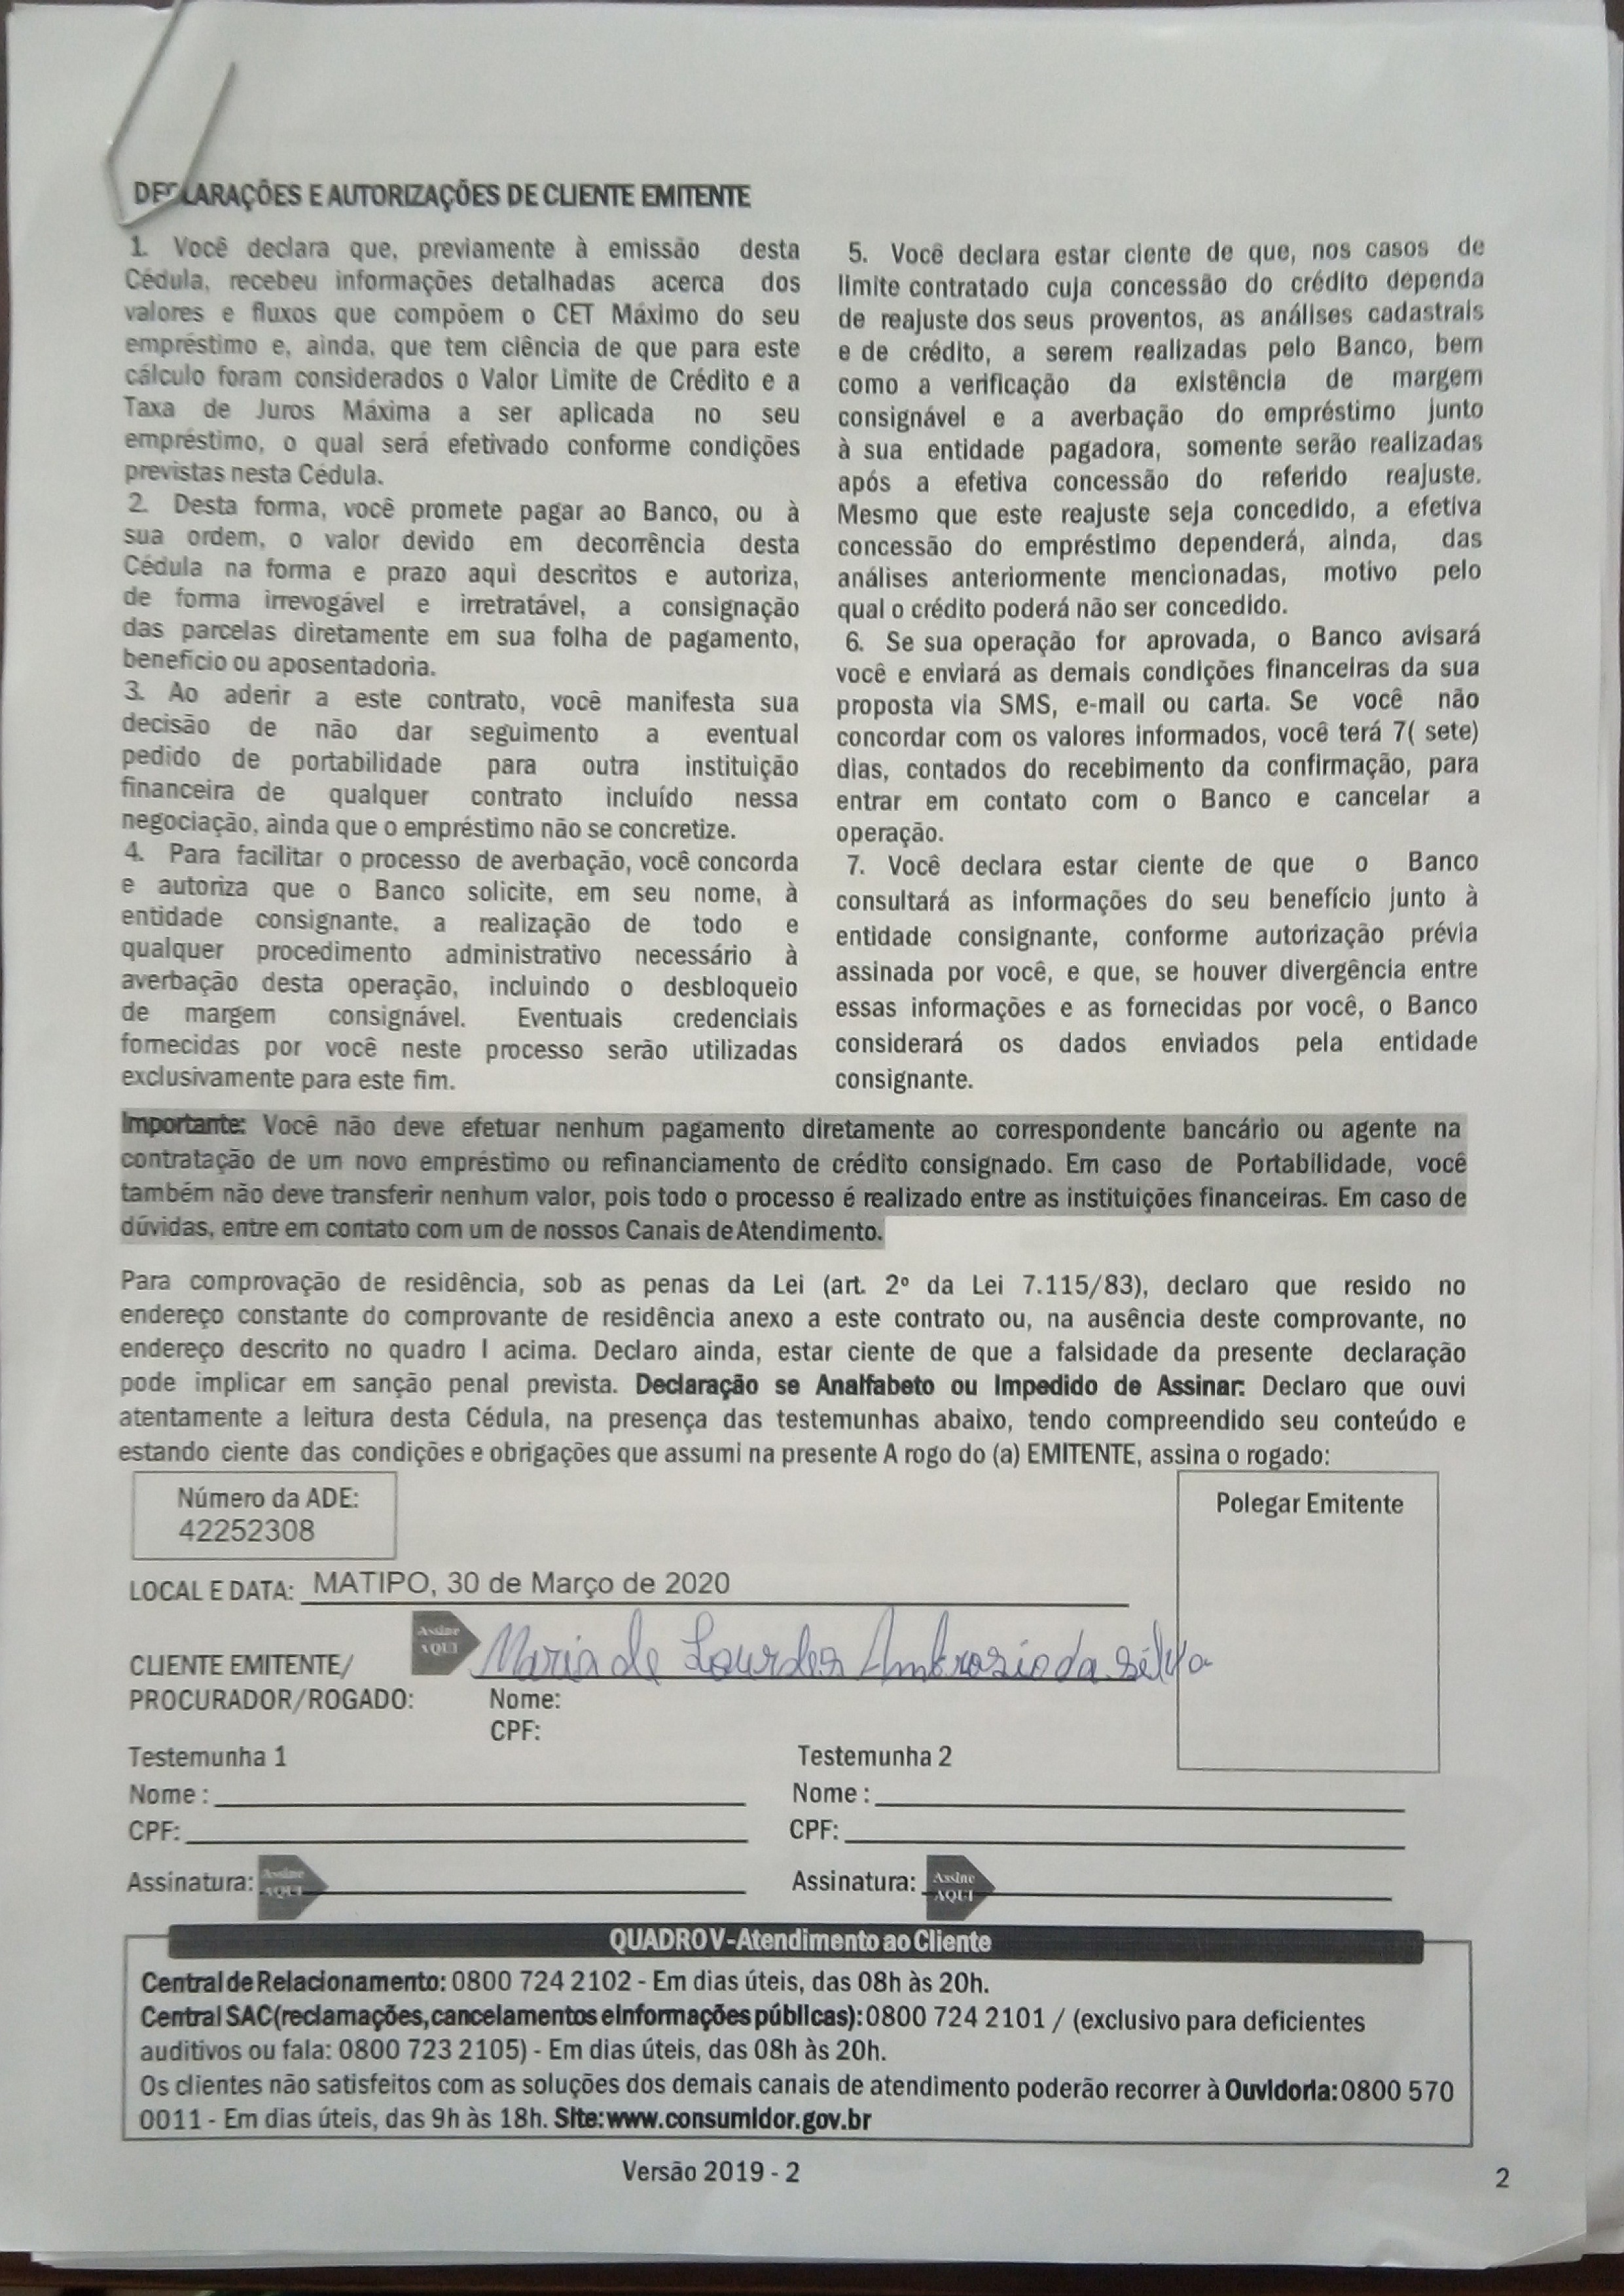 DECLARAÇÕES E AUTORIZAÇÕES DE CLIENTE EMITENTE
1. Você declara que, previamente à emissão desta
Cédula, recebeu informações detalhadas acerca dos
valores e fluxos que compõem o CET Máximo do seu
empréstimo e, ainda, que tem ciência de que para este
cálculo foram considerados o Valor Limite de Crédito e a
Taxa de Juros Máxima a ser aplicada no seu
empréstimo, o qual será efetivado conforme condições
previstas nesta Cédula.
2. Desta forma, você promete pagar ao Banco, ou à
sua ordem, o valor devido em decorrência desta
Cédula na forma e prazo aqui descritos e autoriza,
de forma irrevogável e irretratável, a consignação
das parcelas diretamente em sua folha de pagamento,
benefício ou aposentadoria.
3. Ao aderir a este contrato, você manifesta sua
decisão de não dar seguimento a eventual
pedido de portabilidade para outra instituição
financeira de qualquer contrato incluído nessa
negociação, ainda que o empréstimo não se concretize.
4. Para facilitar o processo de averbação, você concorda
e autoriza que o Banco solicite, em seu nome, à
entidade consignante, a realização de todo e
qualquer procedimento administrativo necessário à
averbação desta operação, incluindo o desbloqueio
de margem consignável. Eventuais credenciais
fornecidas por você neste processo serão utilizadas
exclusivamente para este fim.
5. Você declara estar ciente de que, nos casos de
limite contratado cuja concessão do crédito dependa
de reajuste dos seus proventos, as análises cadastrais
e de crédito, a serem realizadas pelo Banco, bem
como a verificação da existência de margem
consignável e a averbação do empréstimo junto
à sua entidade pagadora, somente serão realizadas
após a efetiva concessão do referido reajuste.
Mesmo que este reajuste seja concedido, a efetiva
concessão do empréstimo dependerá, ainda, das
análises anteriormente mencionadas, motivo pelo
qual o crédito poderá não ser concedido.
6. Se sua operação for aprovada, o Banco avisará
você e enviará as demais condições financeiras da sua
proposta via SMS, e-mail ou carta. Se você não
concordar com os valores informados, você terá 7( sete)
dias, contados do recebimento da confirmação, para
entrar em contato com o Banco e cancelar a
operação.
7. Você declara estar ciente de que o Banco
consultará as informações do seu benefício junto à
entidade consignante, conforme autorização prévia
assinada por você, e que, se houver divergência entre
essas informações e as fornecidas por você, o Banco
considerará os dados enviados pela entidade
consignante.
Importante: Você não deve efetuar nenhum pagamento diretamente ao correspondente bancário ou agente na
contratação de um novo empréstimo ou refinanciamento de crédito consignado. Em caso de Portabilidade, você
também não deve transferir nenhum valor, pois todo o processo é realizado entre as instituições financeiras. Em caso de
dúvidas, entre em contato com um de nossos Canais de Atendimento.
Para comprovação de residência, sob as penas da Lei (art. 2º da Lei 7.115/83), declaro que resido no
endereço constante do comprovante de residência anexo a este contrato ou, na ausência deste comprovante, no
endereço descrito no quadro I acima. Declaro ainda, estar ciente de que a falsidade da presente declaração
pode implicar em sanção penal prevista. Declaração se Analfabeto ou Impedido de Assinar: Declaro que ouvi
atentamente a leitura desta Cédula, na presença das testemunhas abaixo, tendo compreendido seu conteúdo e
estando ciente das condições e obrigações que assumi na presente A rogo do (a) EMITENTE, assina o rogado:
Número da ADE:
42252308
Polegar Emitente
LOCAL E DATA: MATIPO, 30 de Março de 2020
Assine
AQUI
Maria de Lourdes Ambrosio da Silva
CLIENTE EMITENTE/
PROCURADOR/ROGADO:
Nome:
CPF:
Testemunha 1
Nome :
CPF:
Assinatura: Assine AQUI
Testemunha 2
Nome :
CPF:
Assinatura: Assine AQUI
QUADRO V-Atendimento ao Cliente
Central de Relacionamento: 0800 724 2102 - Em dias úteis, das 08h às 20h.
Central SAC(reclamações, cancelamentos e Informações públicas): 0800 724 2101 / (exclusivo para deficientes
auditivos ou fala: 0800 723 2105) - Em dias úteis, das 08h às 20h.
Os clientes não satisfeitos com as soluções dos demais canais de atendimento poderão recorrer à Ouvidoria: 0800 570
0011 - Em dias úteis, das 9h às 18h. Site: www.consumidor.gov.br
Versão 2019 - 2
2